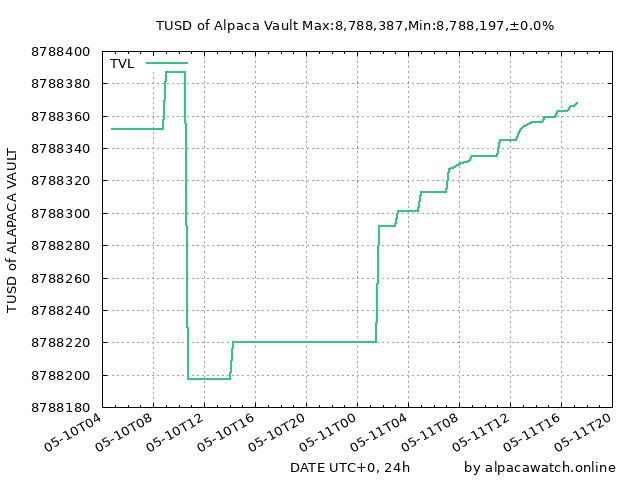 TUSD of Alpaca Vault Max:8,788,387,Min:8,788,197,±0.0%
TVL
8788400
8788380
8788360
8788340
8788320
8788300
8788280
8788260
8788240
8788220
8788200
8788180
TUSD of ALAPACA VAULT
05-10T04
05-10T08
05-10T12
05-10T16
05-10T20
05-11T00
05-11T04
05-11T08
05-11T12
05-11T16
05-11T20
DATE UTC+0, 24h
by alpacawatch.online